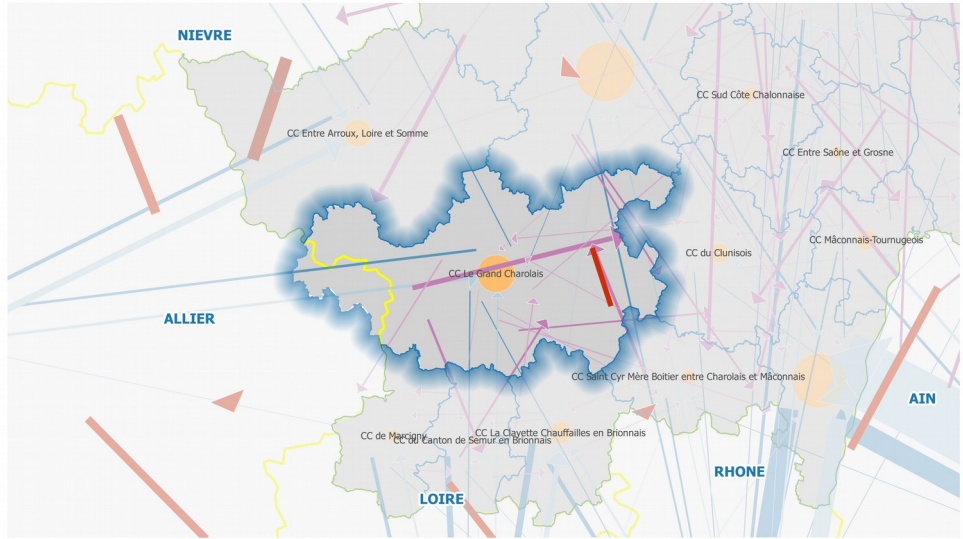 NIEVRE
CC Sud Côte Chalonnaise
CC Entre Arroux, Loire et Somme
CC Entre Saône et Grosne
CC Mâconnais-Tournugeois
CC du Clunisois
CC Le Grand Charolais
ALLIER
CC Saint Cyr Mère Boitier entre Charolais et Mâconnais
AIN
CC de Marcigny
CC du Canton de Semur en Brionnais
CC La Clayette Chauffailles en Brionnais
RHONE
LOIRE